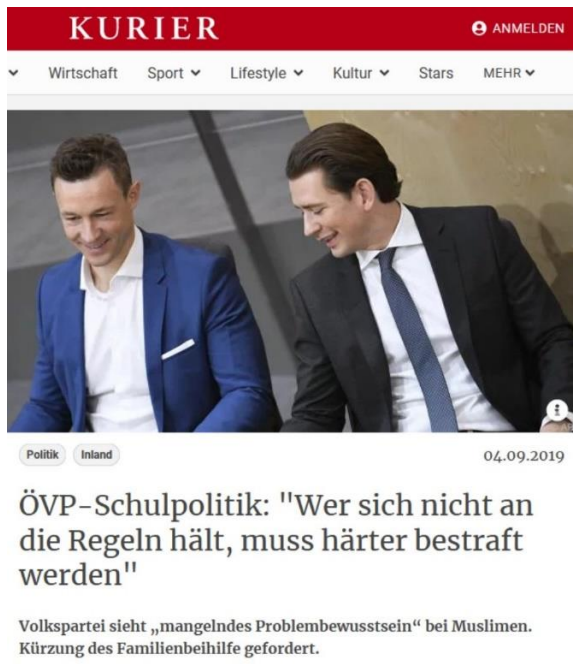 KURIER
ANMELDEN
Wirtschaft Sport Lifestyle Kultur Stars MEHR
Politik Inland 04.09.2019
ÖVP-Schulpolitik: "Wer sich nicht an
die Regeln hält, muss härter bestraft
werden"
Volkspartei sieht „mangelndes Problembewusstsein“ bei Muslimen.
Kürzung des Familienbeihilfe gefordert.